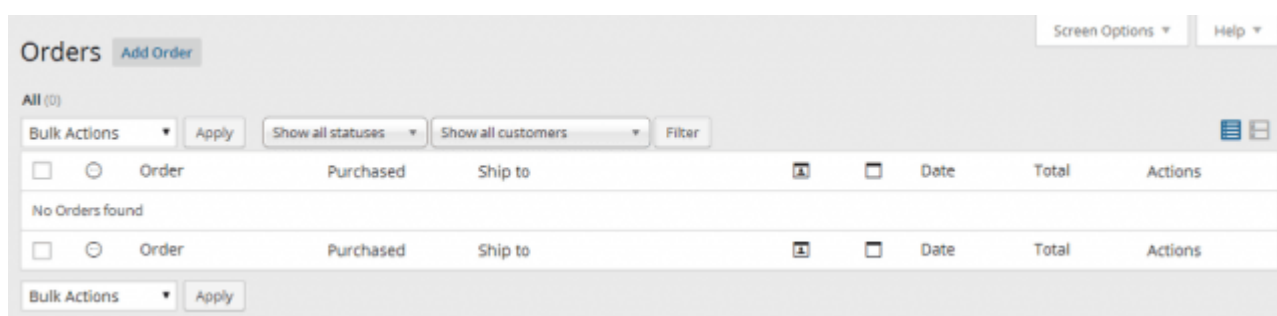 Screen Options Help
Orders Add Order
All (0)
Bulk Actions Apply Show all statuses Show all customers Filter
Order Purchased Ship to Date Total Actions
No Orders found
Order Purchased Ship to Date Total Actions
Bulk Actions Apply